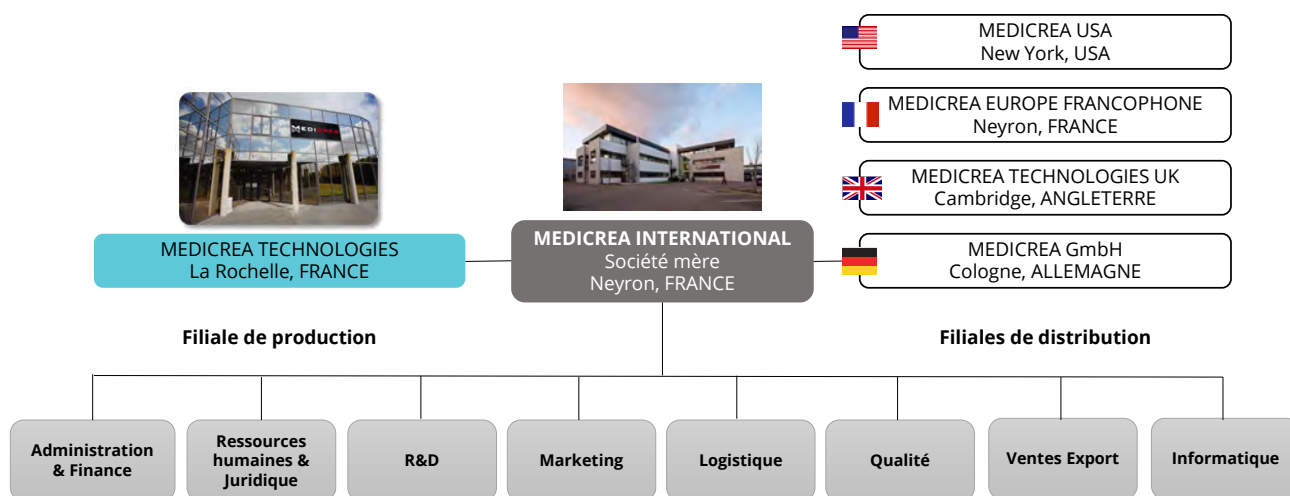 MEDICREA USA
New York, USA
MEDICREA EUROPE FRANCOPHONE
Neyron, FRANCE
MEDICREA TECHNOLOGIES UK
Cambridge, ANGLETERRE
MEDICREA GmbH
Cologne, ALLEMAGNE
MEDICREA
MEDICREA TECHNOLOGIES
La Rochelle, FRANCE
MEDICREA INTERNATIONAL
Société mère
Neyron, FRANCE
Filiale de production
Filiales de distribution
Administration
& Finance
Ressources
humaines &
Juridique
R&D
Marketing
Logistique
Qualité
Ventes Export
Informatique